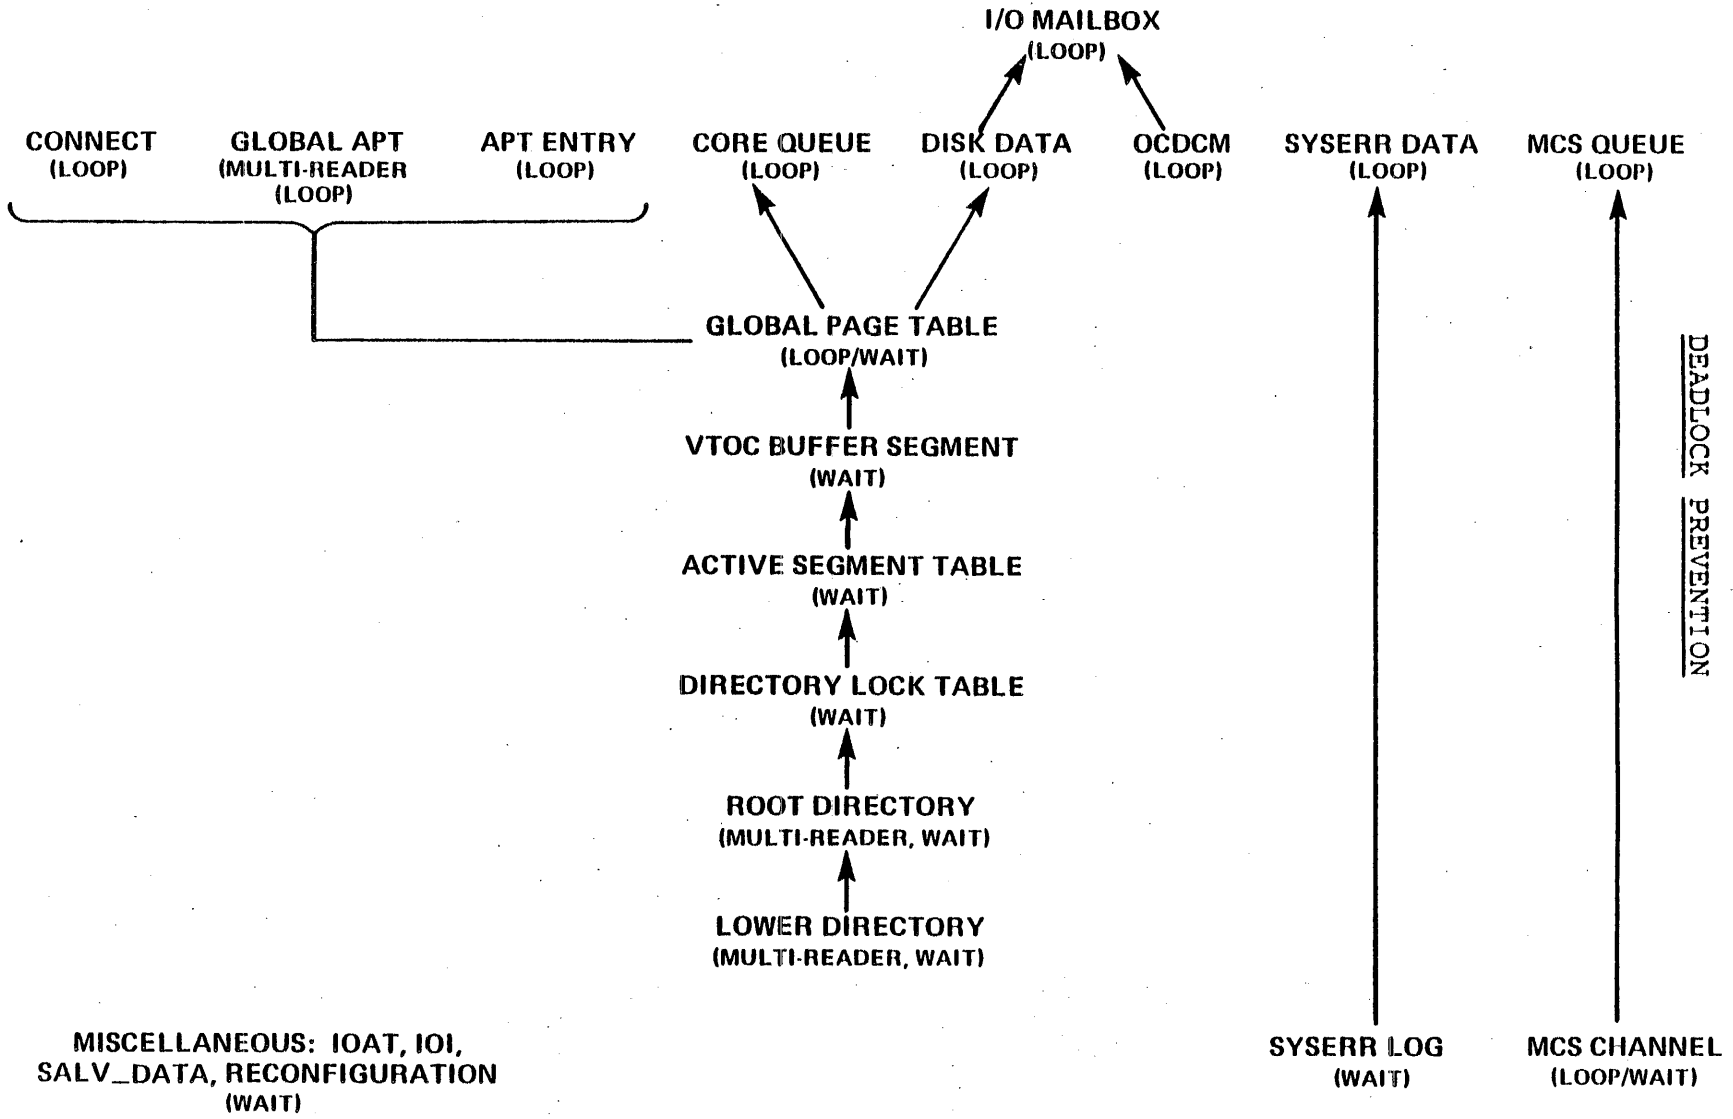 I/O MAILBOX
(LOOP)
CONNECT
(LOOP)
GLOBAL APT
(MULTI-READER
(LOOP)
APT ENTRY
(LOOP)
CORE QUEUE
(LOOP)
DISK DATA
(LOOP)
OCDCM
(LOOP)
SYSERR DATA
(LOOP)
MCS QUEUE
(LOOP)
GLOBAL PAGE TABLE
(LOOP/WAIT)
VTOC BUFFER SEGMENT
(WAIT)
ACTIVE SEGMENT TABLE
(WAIT)
DIRECTORY LOCK TABLE
(WAIT)
ROOT DIRECTORY
(MULTI-READER, WAIT)
LOWER DIRECTORY
(MULTI-READER, WAIT)
MISCELLANEOUS: IOAT, IOI,
SALV_DATA, RECONFIGURATION
(WAIT)
SYSERR LOG
(WAIT)
MCS CHANNEL
(LOOP/WAIT)
DEADLOCK PREVENTION